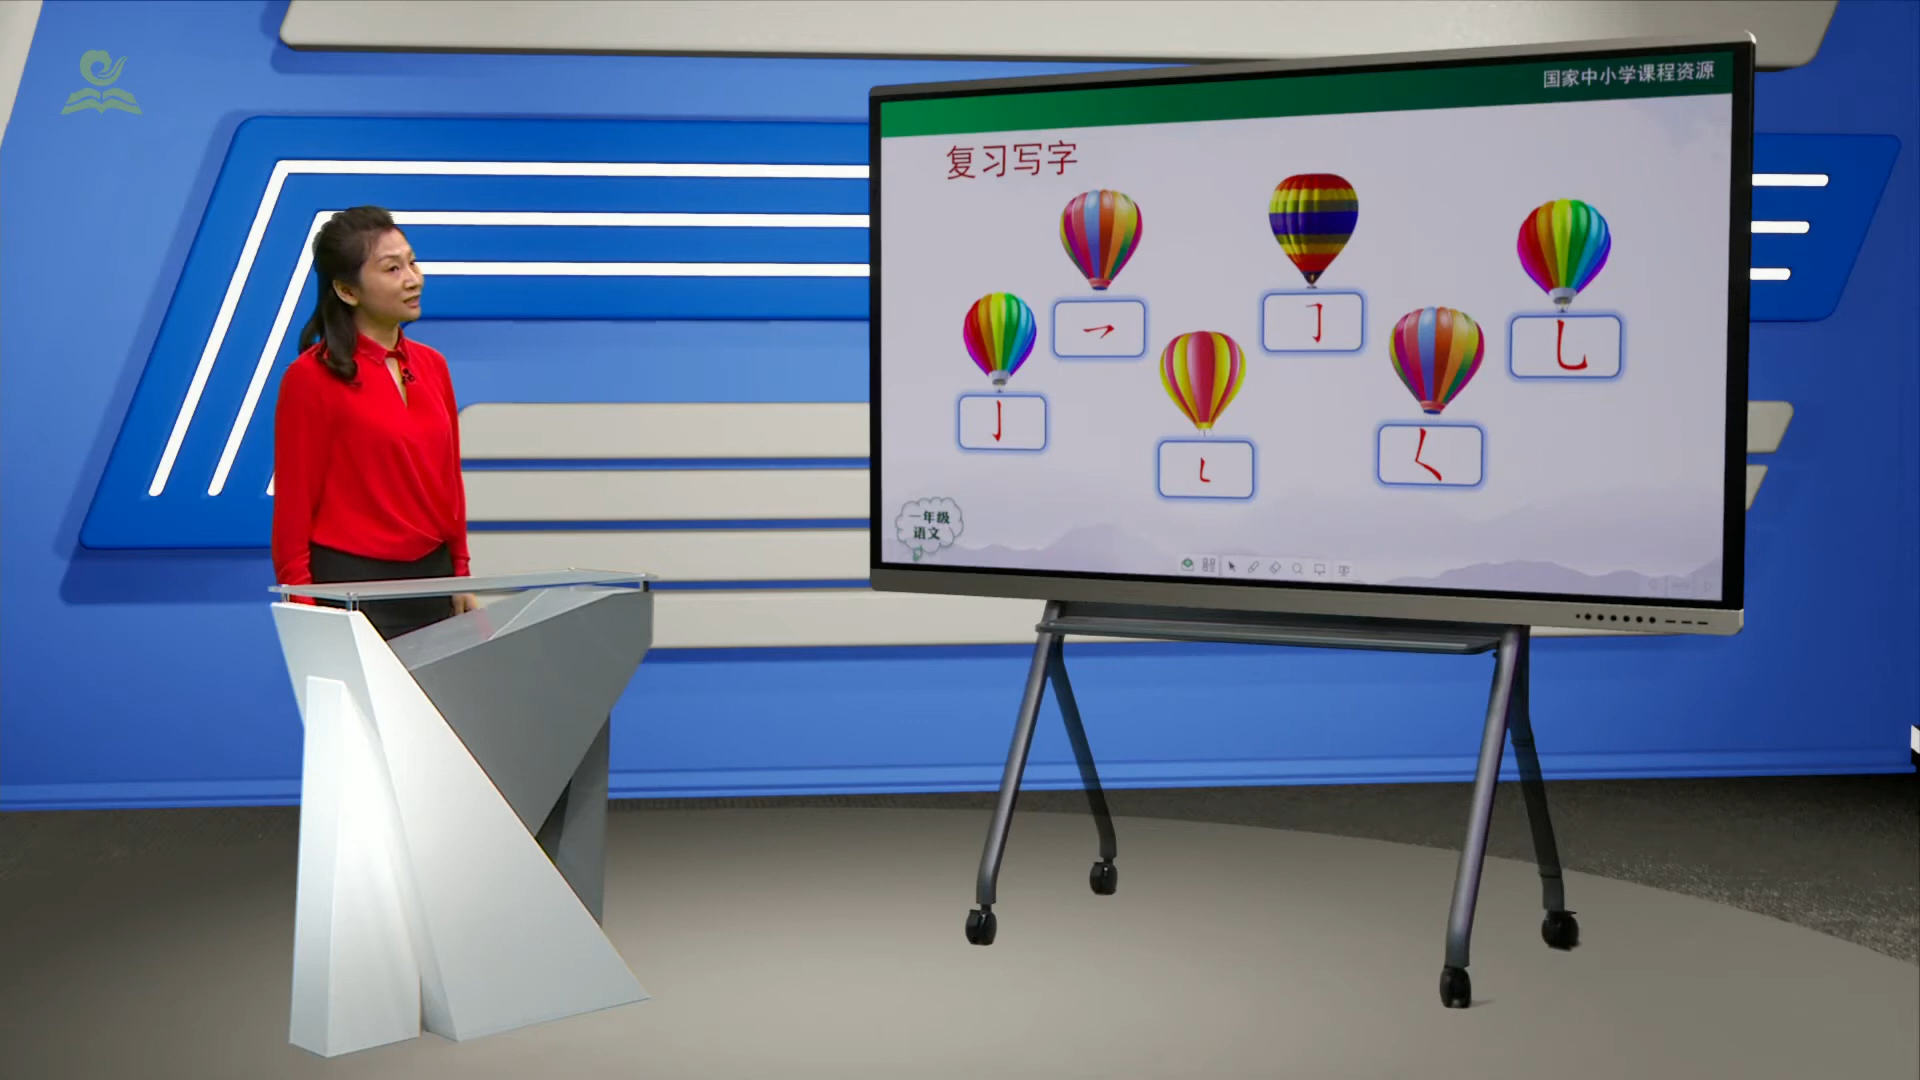 国家中小学课程资源
复习写字
亅
㇇
㇄
㇆
㇛
乚
一年级
语文